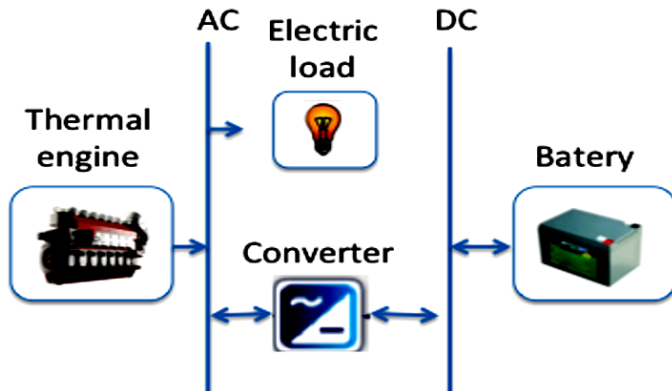 AC
Electric
load
DC
Thermal
engine
Batery
Converter